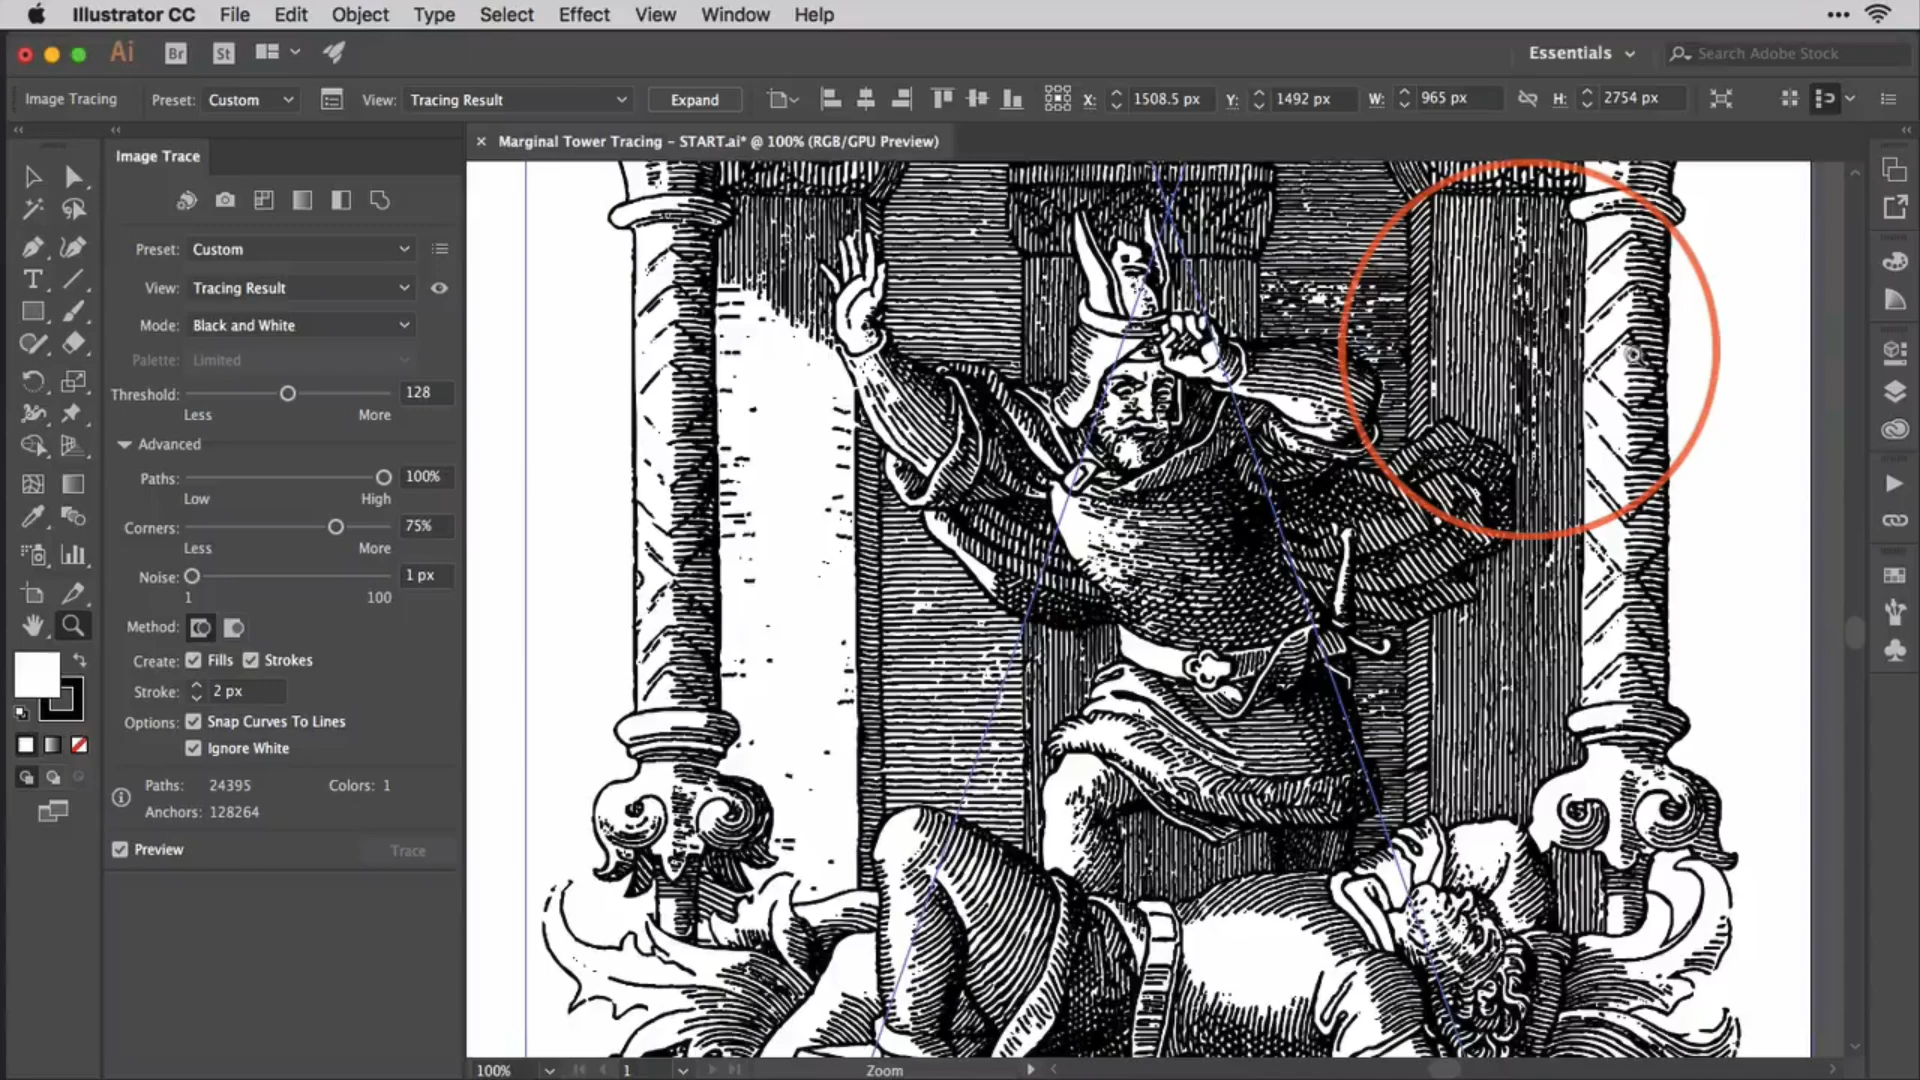 Illustrator CC File Edit Object Type Select Effect View Window Help
Ai Br St Essentials Search Adobe Stock
Image Tracing Preset: Custom View: Tracing Result Expand X: 1508.5 px Y: 1492 px W: 965 px H: 2754 px
Marginal Tower Tracing - START.ai* @ 100% (RGB/GPU Preview)
Image Trace
Preset: Custom
View: Tracing Result
Mode: Black and White
Palette: Limited
Threshold: 128
Less More
Advanced
Paths: 100%
Low High
Corners: 75%
Less More
Noise: 1 px
1 100
Method:
Create: Fills Strokes
Stroke: 2 px
Options: Snap Curves To Lines
Ignore White
Paths: 24395 Colors: 1
Anchors: 128264
Preview Trace
100% 1 Zoom